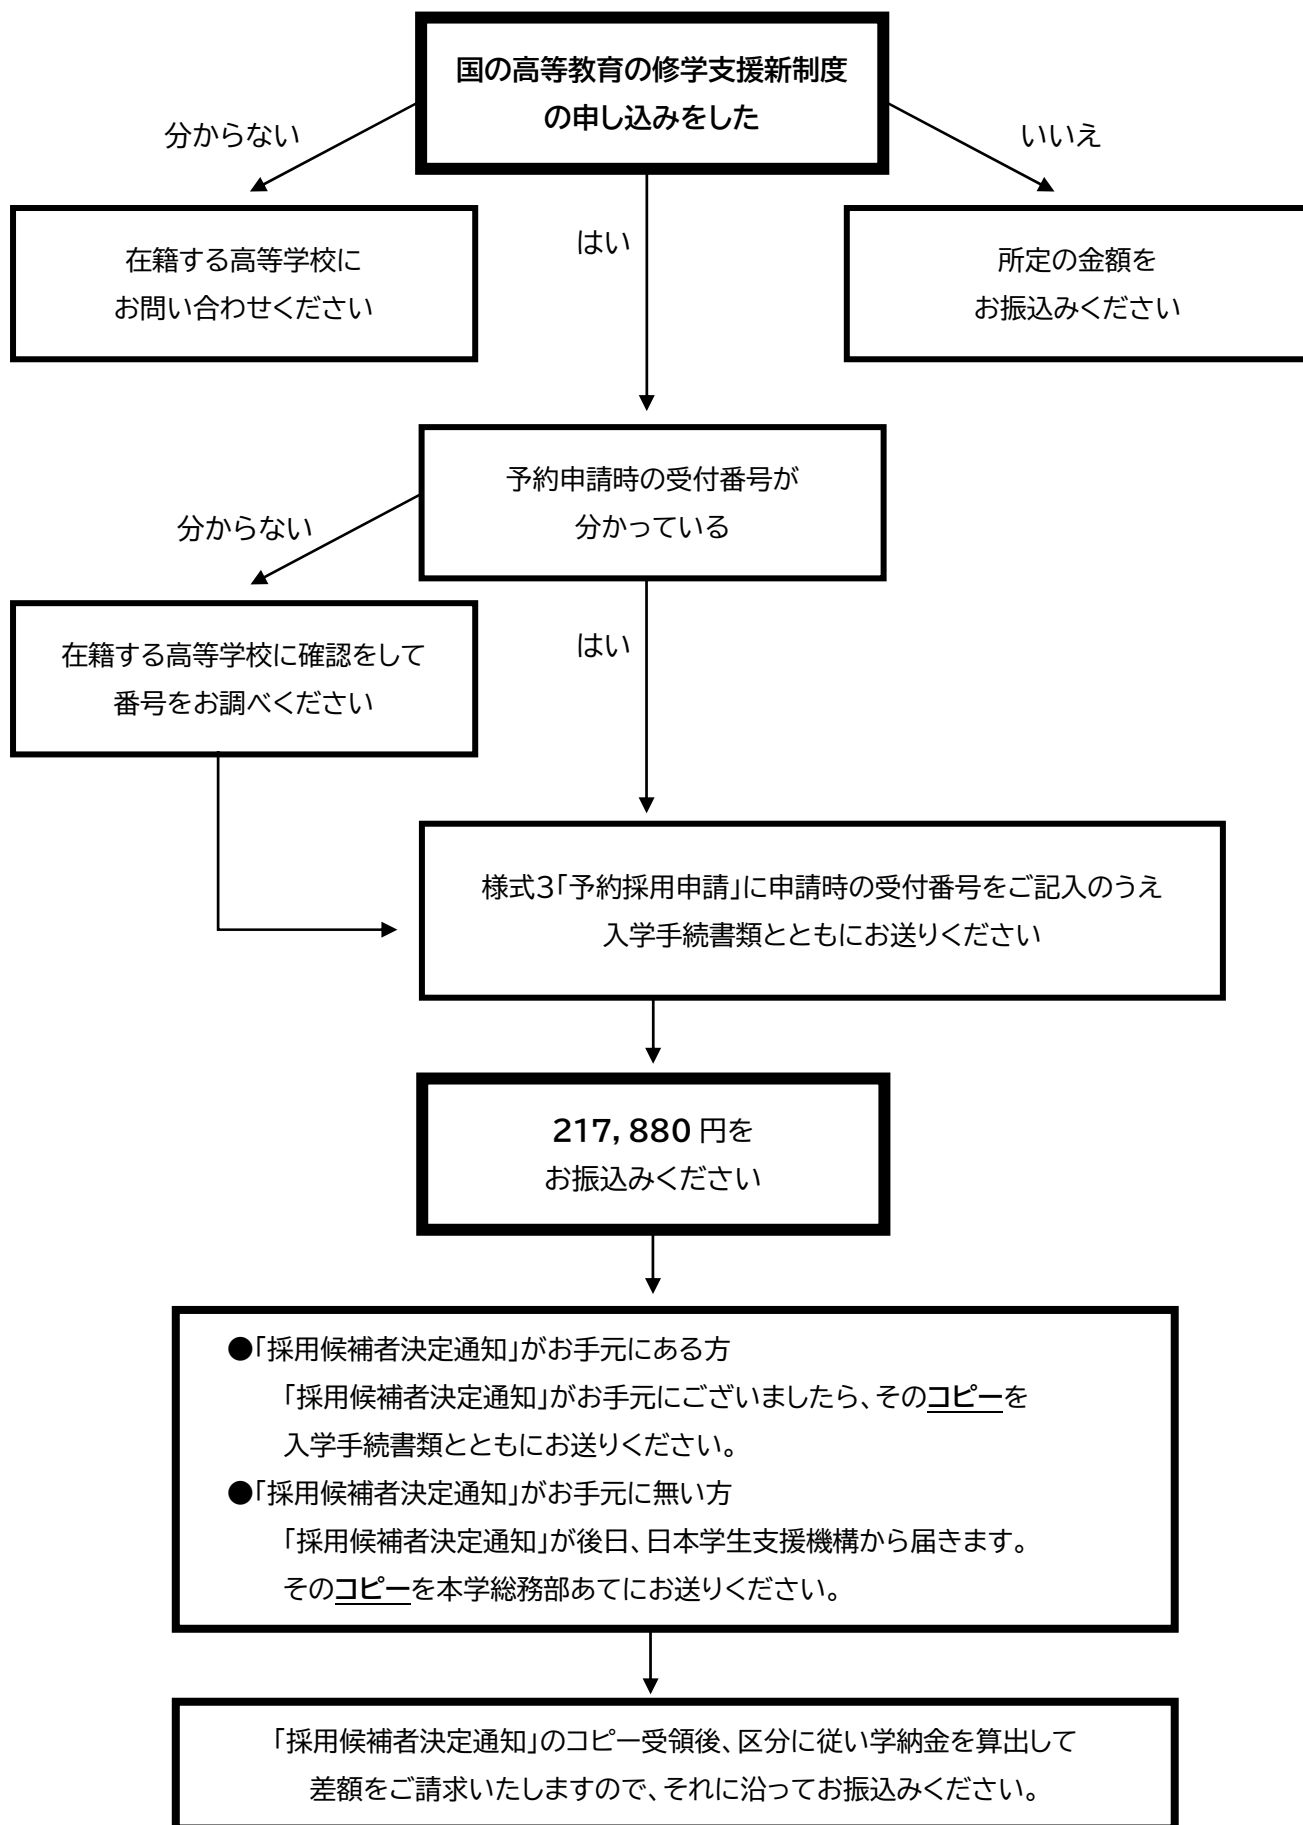 国の高等教育の修学支援新制度
の申し込みをした
分からない
いいえ
はい
在籍する高等学校に
お問い合わせください
所定の金額を
お振込みください
予約申請時の受付番号が
分かっている
分からない
はい
在籍する高等学校に確認をして
番号をお調べください
様式3「予約採用申請」に申請時の受付番号をご記入のうえ
入学手続書類とともにお送りください
217,880 円を
お振込みください
●「採用候補者決定通知」がお手元にある方
「採用候補者決定通知」がお手元にございましたら、そのコピーを
入学手続書類とともにお送りください。
●「採用候補者決定通知」がお手元に無い方
「採用候補者決定通知」が後日、日本学生支援機構から届きます。
そのコピーを本学総務部あてにお送りください。
「採用候補者決定通知」のコピー受領後、区分に従い学納金を算出して
差額をご請求いたしますので、それに沿ってお振込みください。